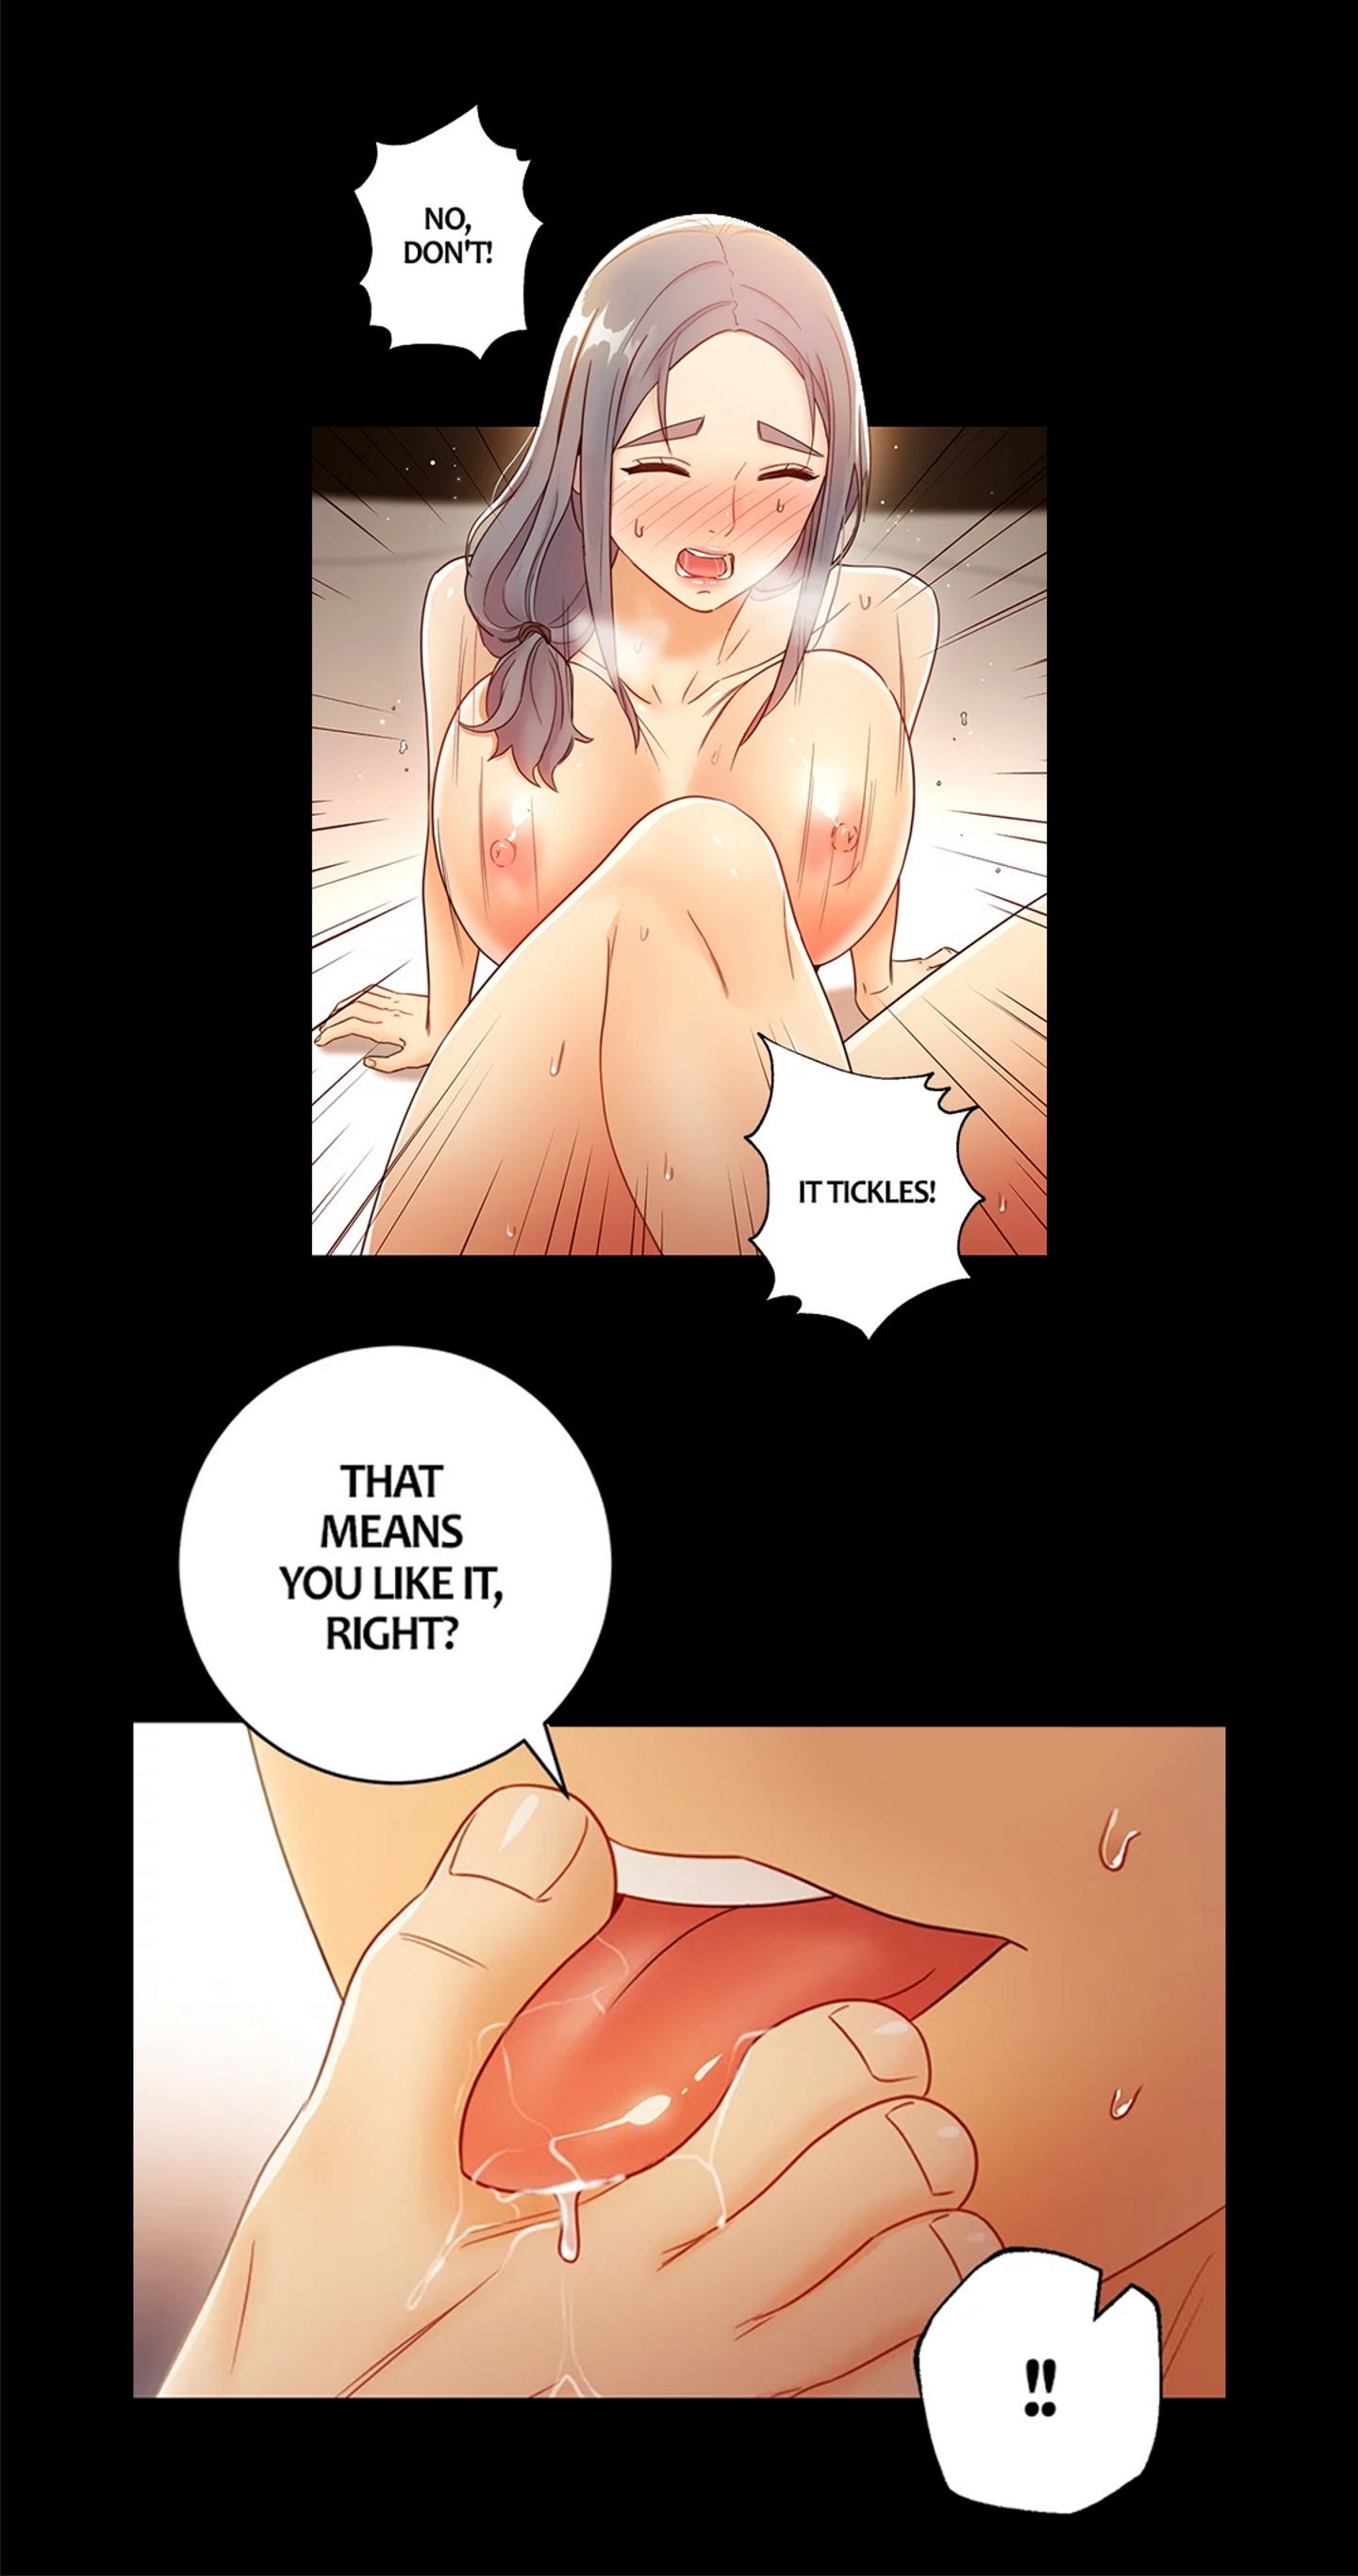 NO,
DON'T!
IT TICKLES!
THAT
MEANS
YOU LIKE IT,
RIGHT?
!!